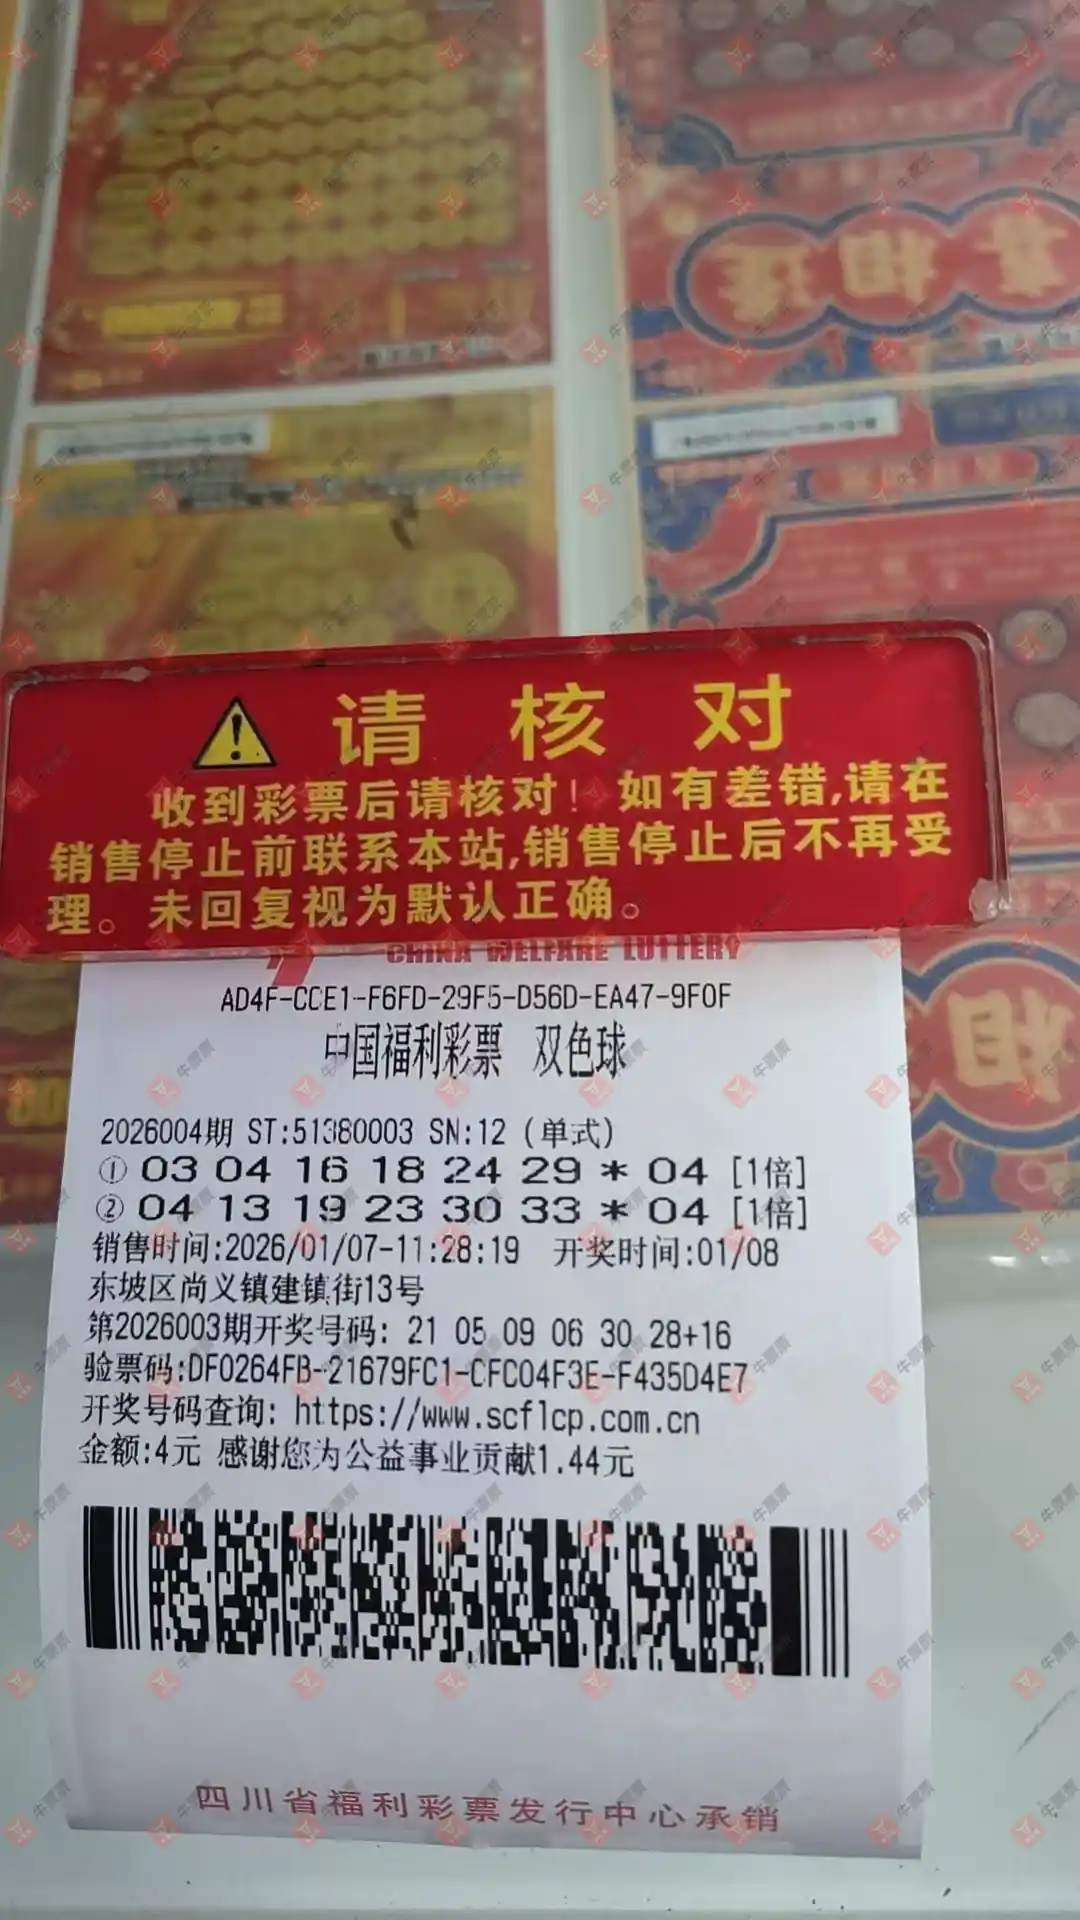 请核对
收到彩票后请核对！如有差错,请在
销售停止前联系本站,销售停止后不再受
理。未回复视为默认正确。
CHINA WELFARE LOTTERY
AD4F-CCE1-F6FD-29F5-D56D-EA47-9F0F
中国福利彩票 双色球
2026004期 ST:51380003 SN:12 (单式)
① 03 04 16 18 24 29 * 04 [1倍]
② 04 13 19 23 30 33 * 04 [1倍]
销售时间:2026/01/07-11:28:19 开奖时间:01/08
东坡区尚义镇建镇街13号
第2026003期开奖号码: 21 05 09 06 30 28+16
验票码:DF0264FB-21679FC1-CFC04F3E-F435D4E7
开奖号码查询: https://www.scflcp.com.cn
金额:4元 感谢您为公益事业贡献1.44元
四川省福利彩票发行中心承销
牛票票